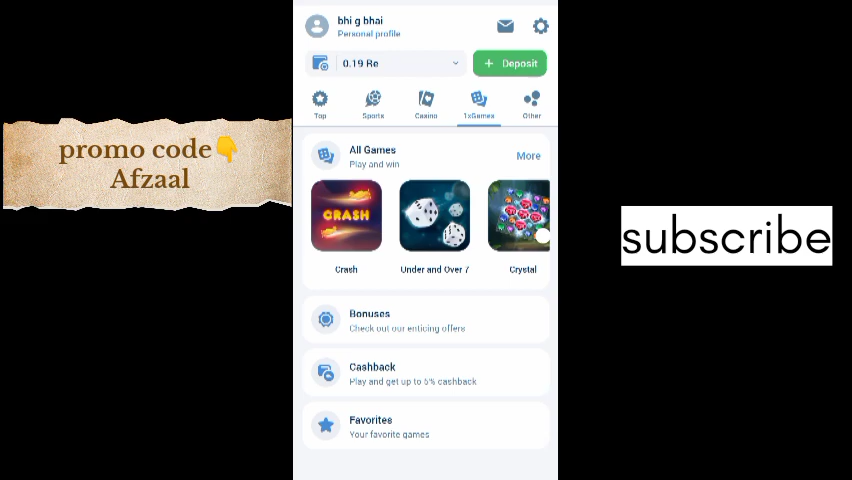 promo code👇
Afzaal
bhi g bhai
Personal profile
0.19 Re
+ Deposit
Top
Sports
Casino
1xGames
Other
All Games
Play and win
More
CRASH
Crash
Under and Over 7
Crystal
Bonuses
Check out our enticing offers
Cashback
Play and get up to 5% cashback
Favorites
Your favorite games
subscribe